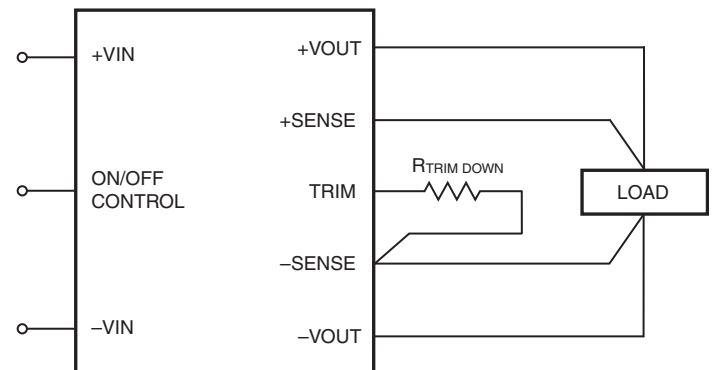 +VIN
+VOUT
+SENSE
ON/OFF
CONTROL
TRIM
RTRIM DOWN
LOAD
–SENSE
–VIN
–VOUT